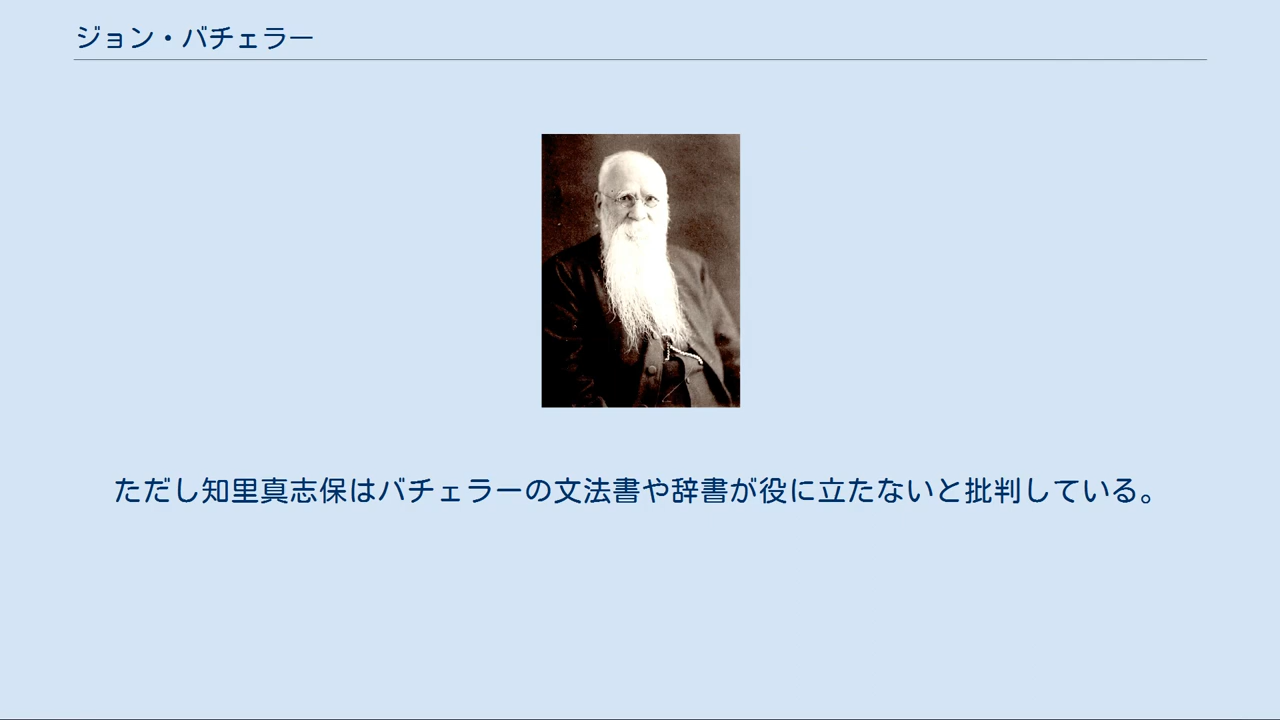 ジョン・バチェラー
ただし知里真志保はバチェラーの文法書や辞書が役に立たないと批判している。